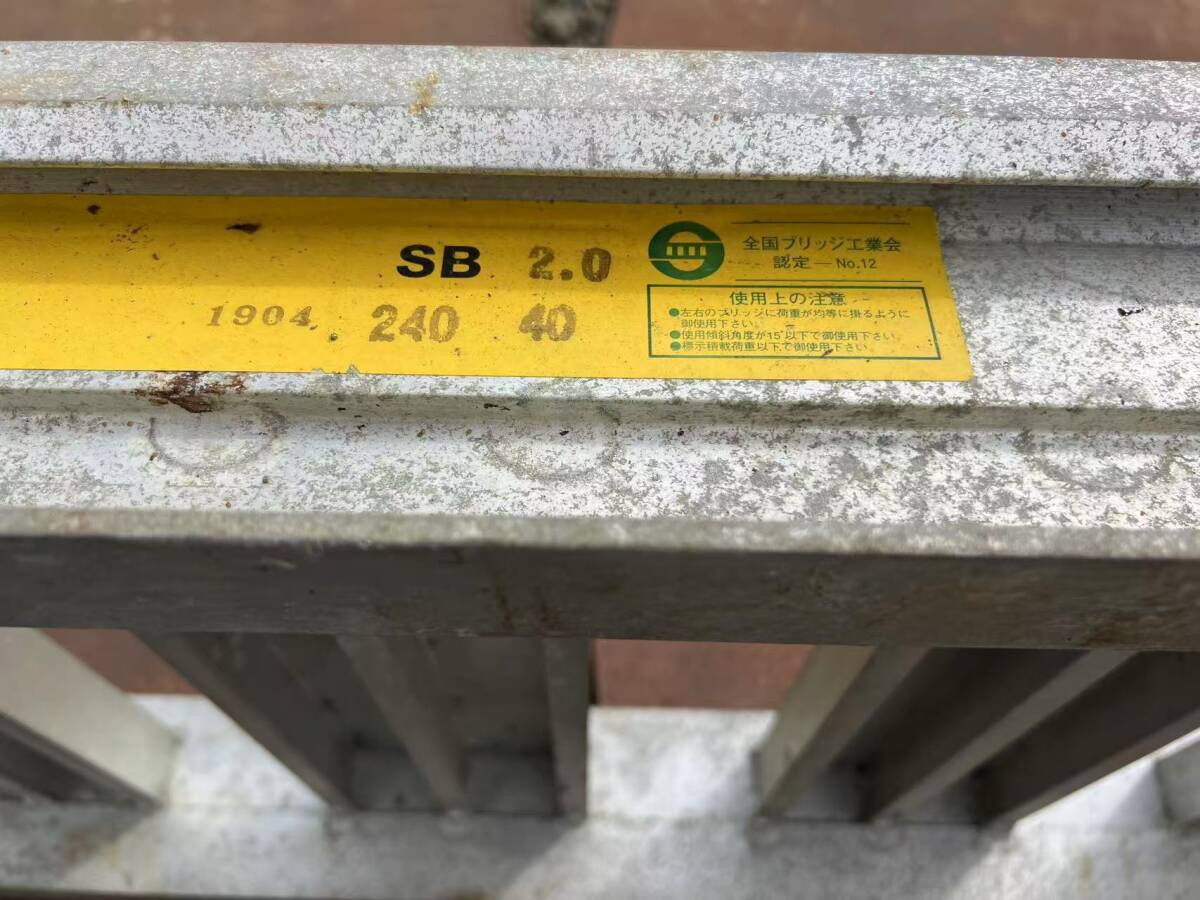 SB 2.0
1904 240 40
全国ブリッジ工業会
認定—No.12
使用上の注意
●左右のブリッジに荷重が均等に掛るように
御使用下さい。
●使用傾斜角度が15°以下で御使用下さい。
●標示積載荷重以下で御使用下さい。